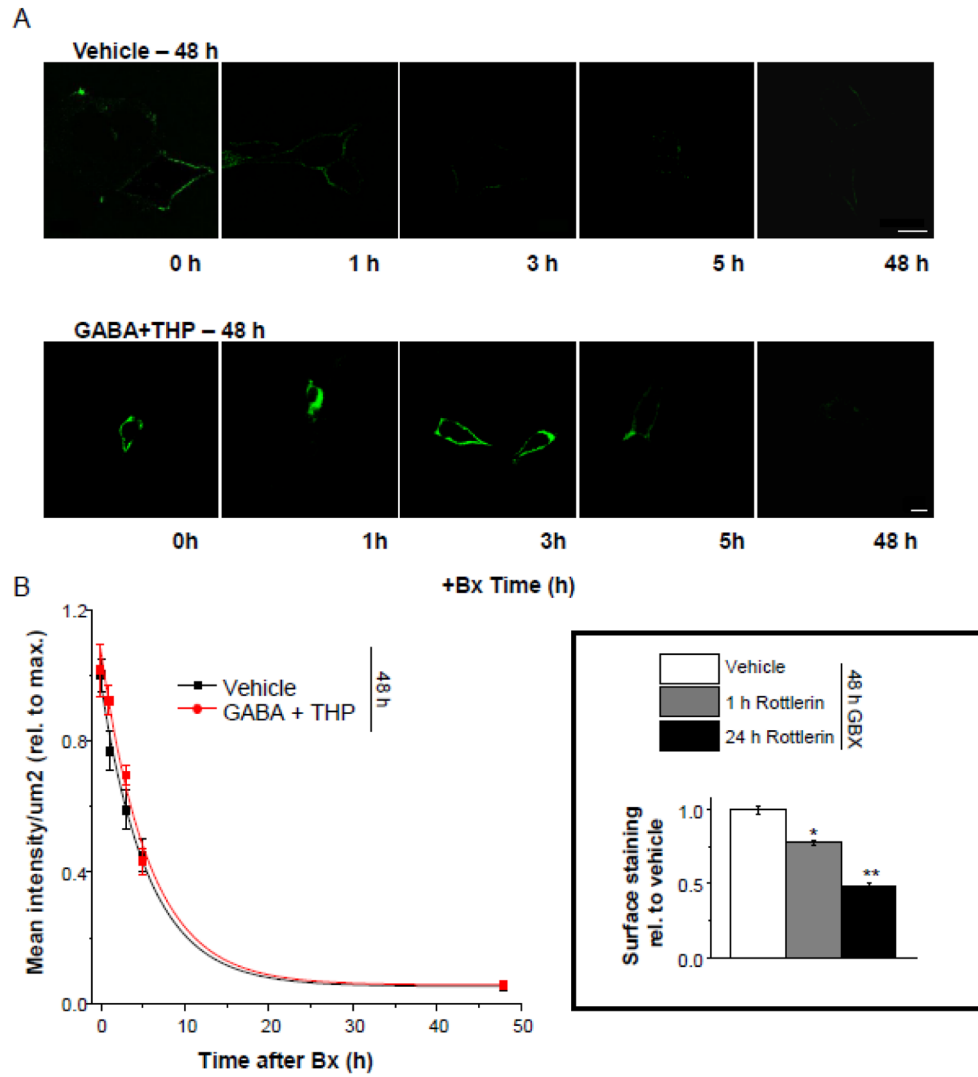 A
Vehicle – 48 h
0 h 1 h 3 h 5 h 48 h
GABA+THP – 48 h
0h 1h 3h 5h 48 h
+Bx Time (h)
B
Mean intensity/um2 (rel. to max.)
1.2
0.8
0.4
0.0
Vehicle
GABA + THP
48 h
0 10 20 30 40 50
Time after Bx (h)
Vehicle
1 h Rottlerin
24 h Rottlerin
48 h GBX
Surface staining
rel. to vehicle
1.0
0.5
0.0
*
**